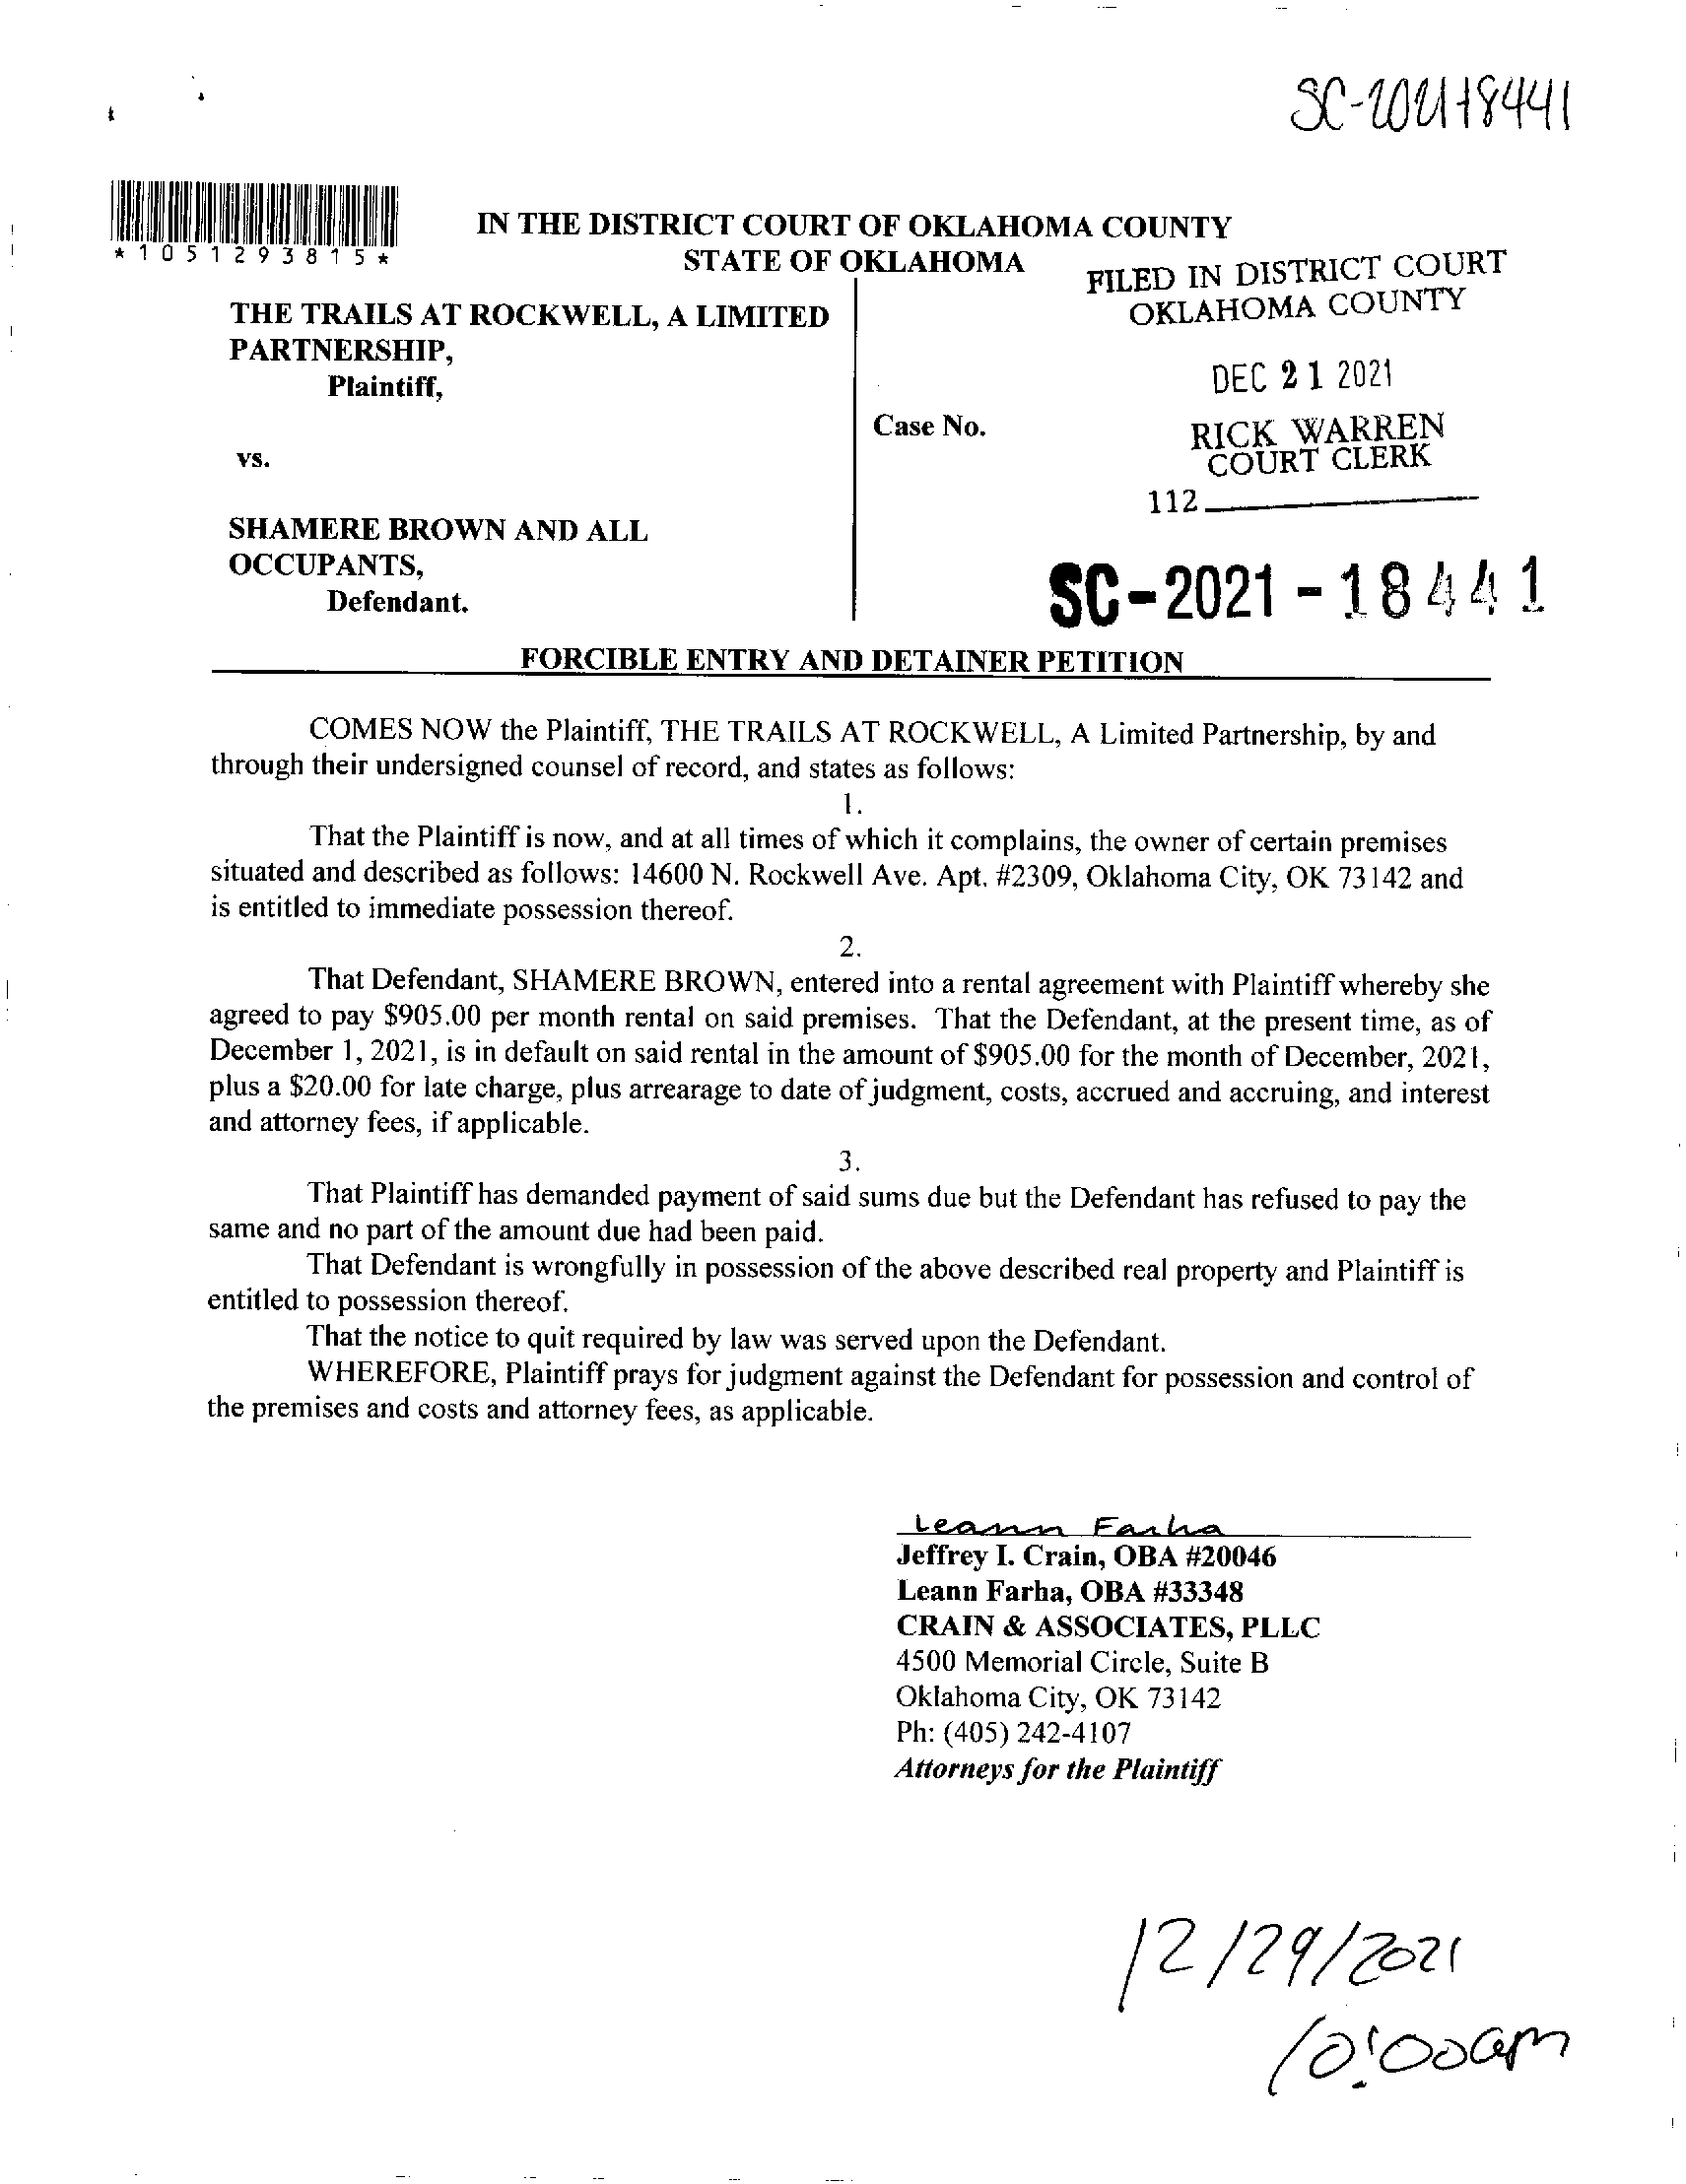 SC-2021-18441
*1051293815*
IN THE DISTRICT COURT OF OKLAHOMA COUNTY
STATE OF OKLAHOMA
FILED IN DISTRICT COURT
OKLAHOMA COUNTY
THE TRAILS AT ROCKWELL, A LIMITED
PARTNERSHIP,
Plaintiff,
DEC 21 2021
Case No.
RICK WARREN
COURT CLERK
vs.
112
SHAMERE BROWN AND ALL
OCCUPANTS,
Defendant.
SC-2021-18441
FORCIBLE ENTRY AND DETAINER PETITION
COMES NOW the Plaintiff, THE TRAILS AT ROCKWELL, A Limited Partnership, by and
through their undersigned counsel of record, and states as follows:
1.
That the Plaintiff is now, and at all times of which it complains, the owner of certain premises
situated and described as follows: 14600 N. Rockwell Ave. Apt. #2309, Oklahoma City, OK 73142 and
is entitled to immediate possession thereof.
2.
That Defendant, SHAMERE BROWN, entered into a rental agreement with Plaintiff whereby she
agreed to pay $905.00 per month rental on said premises. That the Defendant, at the present time, as of
December 1, 2021, is in default on said rental in the amount of $905.00 for the month of December, 2021,
plus a $20.00 for late charge, plus arrearage to date of judgment, costs, accrued and accruing, and interest
and attorney fees, if applicable.
3.
That Plaintiff has demanded payment of said sums due but the Defendant has refused to pay the
same and no part of the amount due had been paid.
That Defendant is wrongfully in possession of the above described real property and Plaintiff is
entitled to possession thereof.
That the notice to quit required by law was served upon the Defendant.
WHEREFORE, Plaintiff prays for judgment against the Defendant for possession and control of
the premises and costs and attorney fees, as applicable.
Leann Farha
Jeffrey I. Crain, OBA #20046
Leann Farha, OBA #33348
CRAIN & ASSOCIATES, PLLC
4500 Memorial Circle, Suite B
Oklahoma City, OK 73142
Ph: (405) 242-4107
Attorneys for the Plaintiff
12/29/2021
10:00am